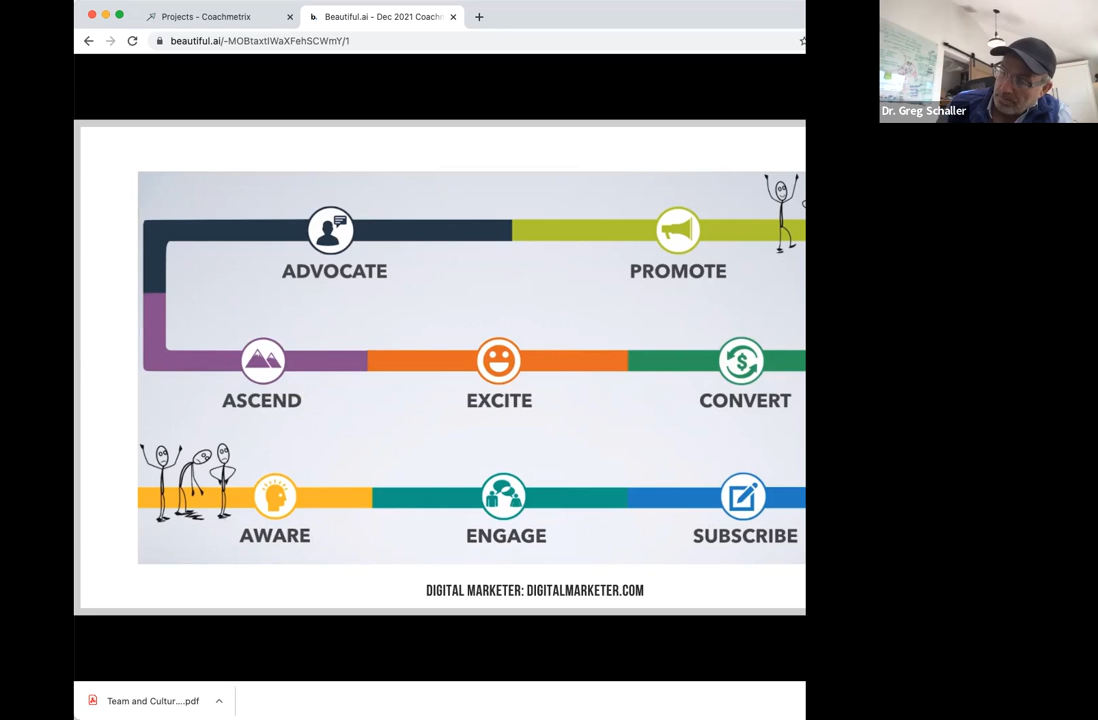 Projects - Coachmetrix
b. Beautiful.ai - Dec 2021 Coachm
beautiful.ai/-MOBtaxtIWaXFehSCWmY/1
Dr. Greg Schaller
ADVOCATE PROMOTE
ASCEND EXCITE CONVERT
AWARE ENGAGE SUBSCRIBE
DIGITAL MARKETER: DIGITALMARKETER.COM
Team and Cultur....pdf